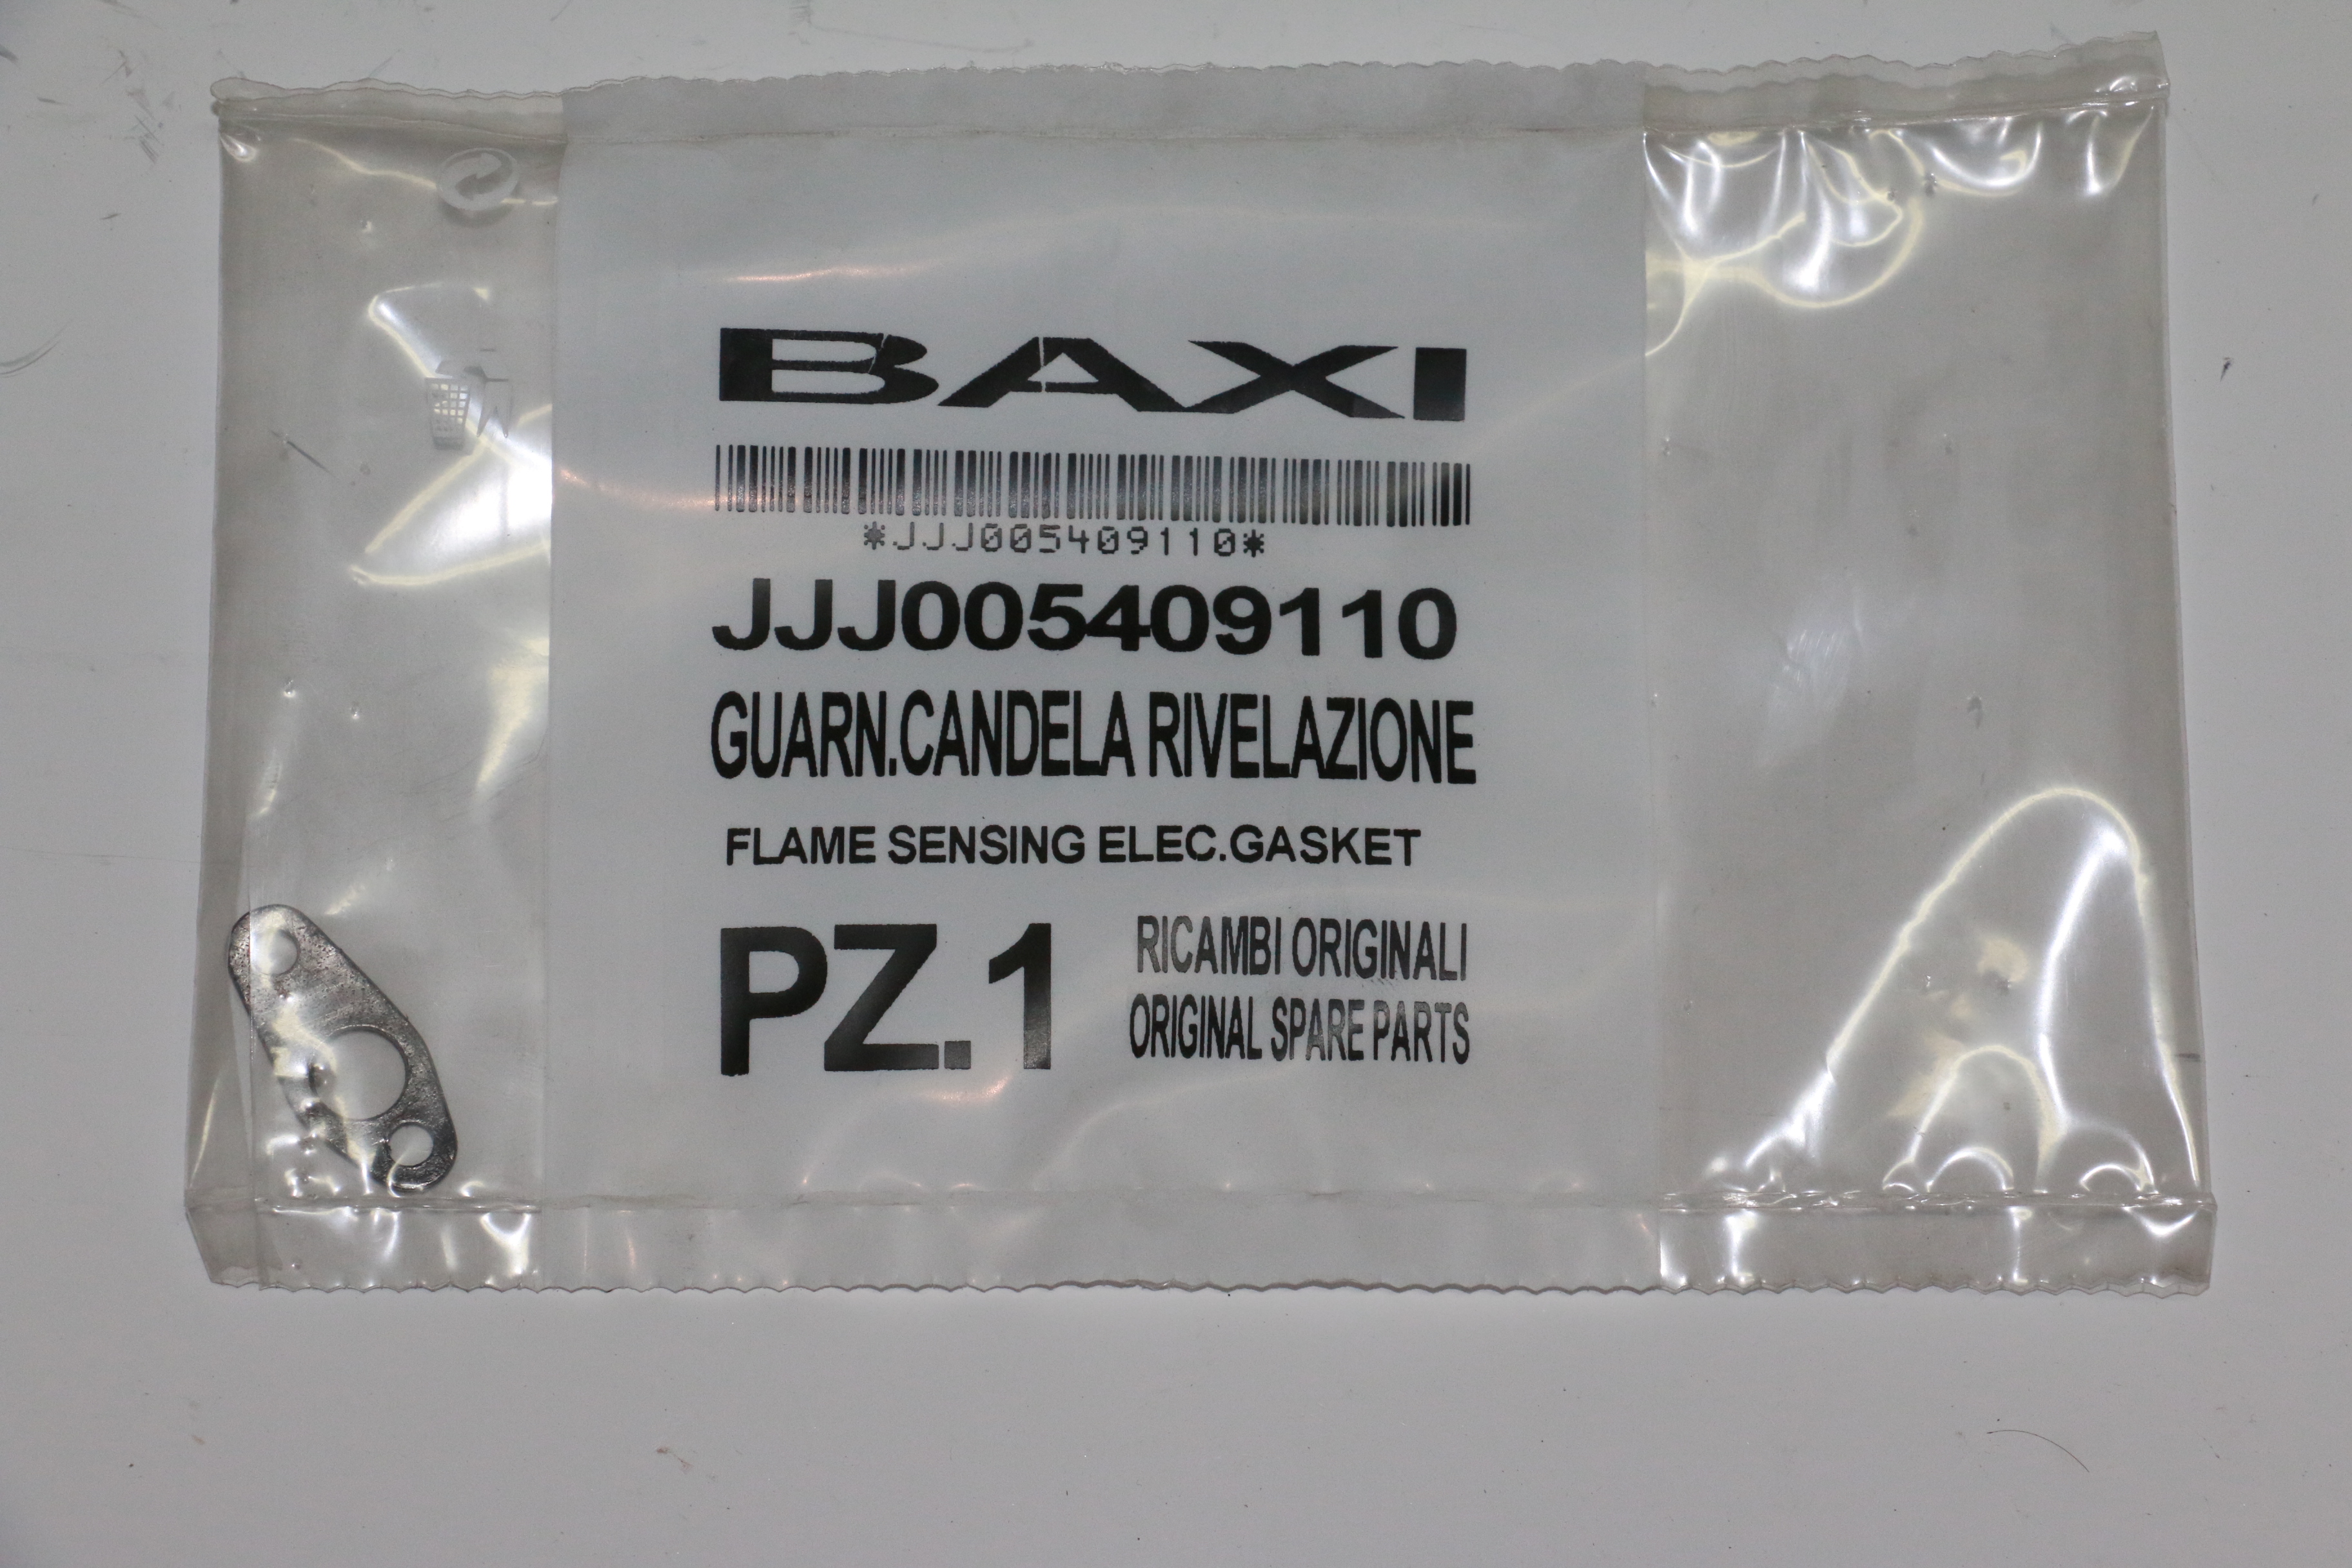 BAXI
*JJJ005409110*
JJJ005409110
GUARN.CANDELA RIVELAZIONE
FLAME SENSING ELEC.GASKET
PZ.1
RICAMBI ORIGINALI
ORIGINAL SPARE PARTS